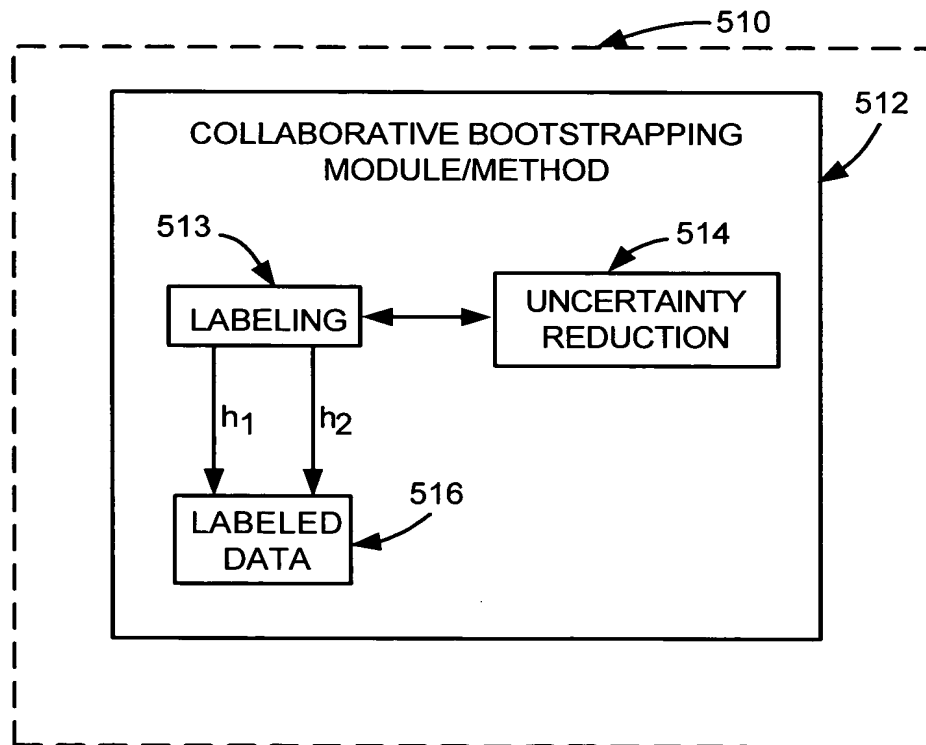 510
512
COLLABORATIVE BOOTSTRAPPING
MODULE/METHOD
513
514
LABELING
UNCERTAINTY
REDUCTION
h1
h2
516
LABELED
DATA